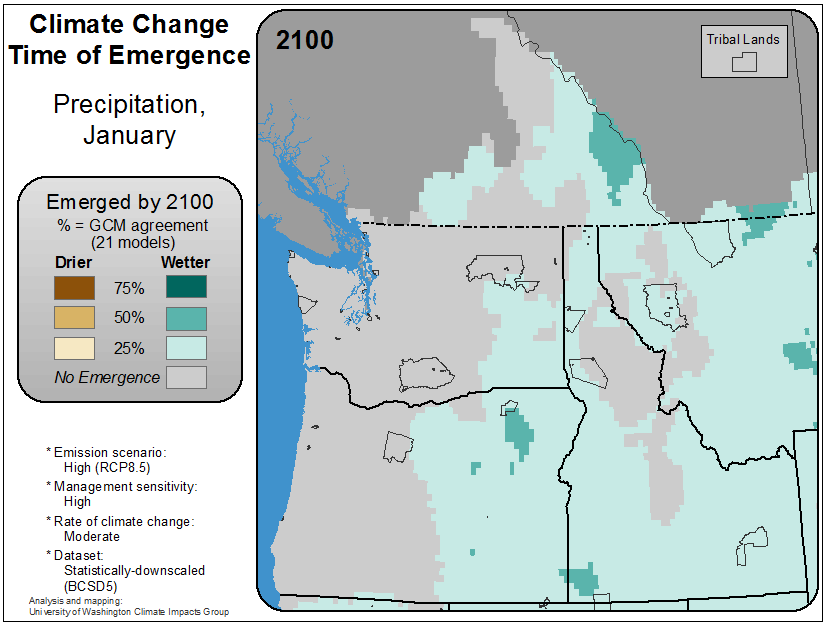 Climate Change
Time of Emergence
Precipitation,
January
Emerged by 2100
% = GCM agreement
(21 models)
Drier Wetter
75%
50%
25%
No Emergence
* Emission scenario:
High (RCP8.5)
* Management sensitivity:
High
* Rate of climate change:
Moderate
* Dataset:
Statistically-downscaled
(BCSD5)
Analysis and mapping:
University of Washington Climate Impacts Group
2100
Tribal Lands